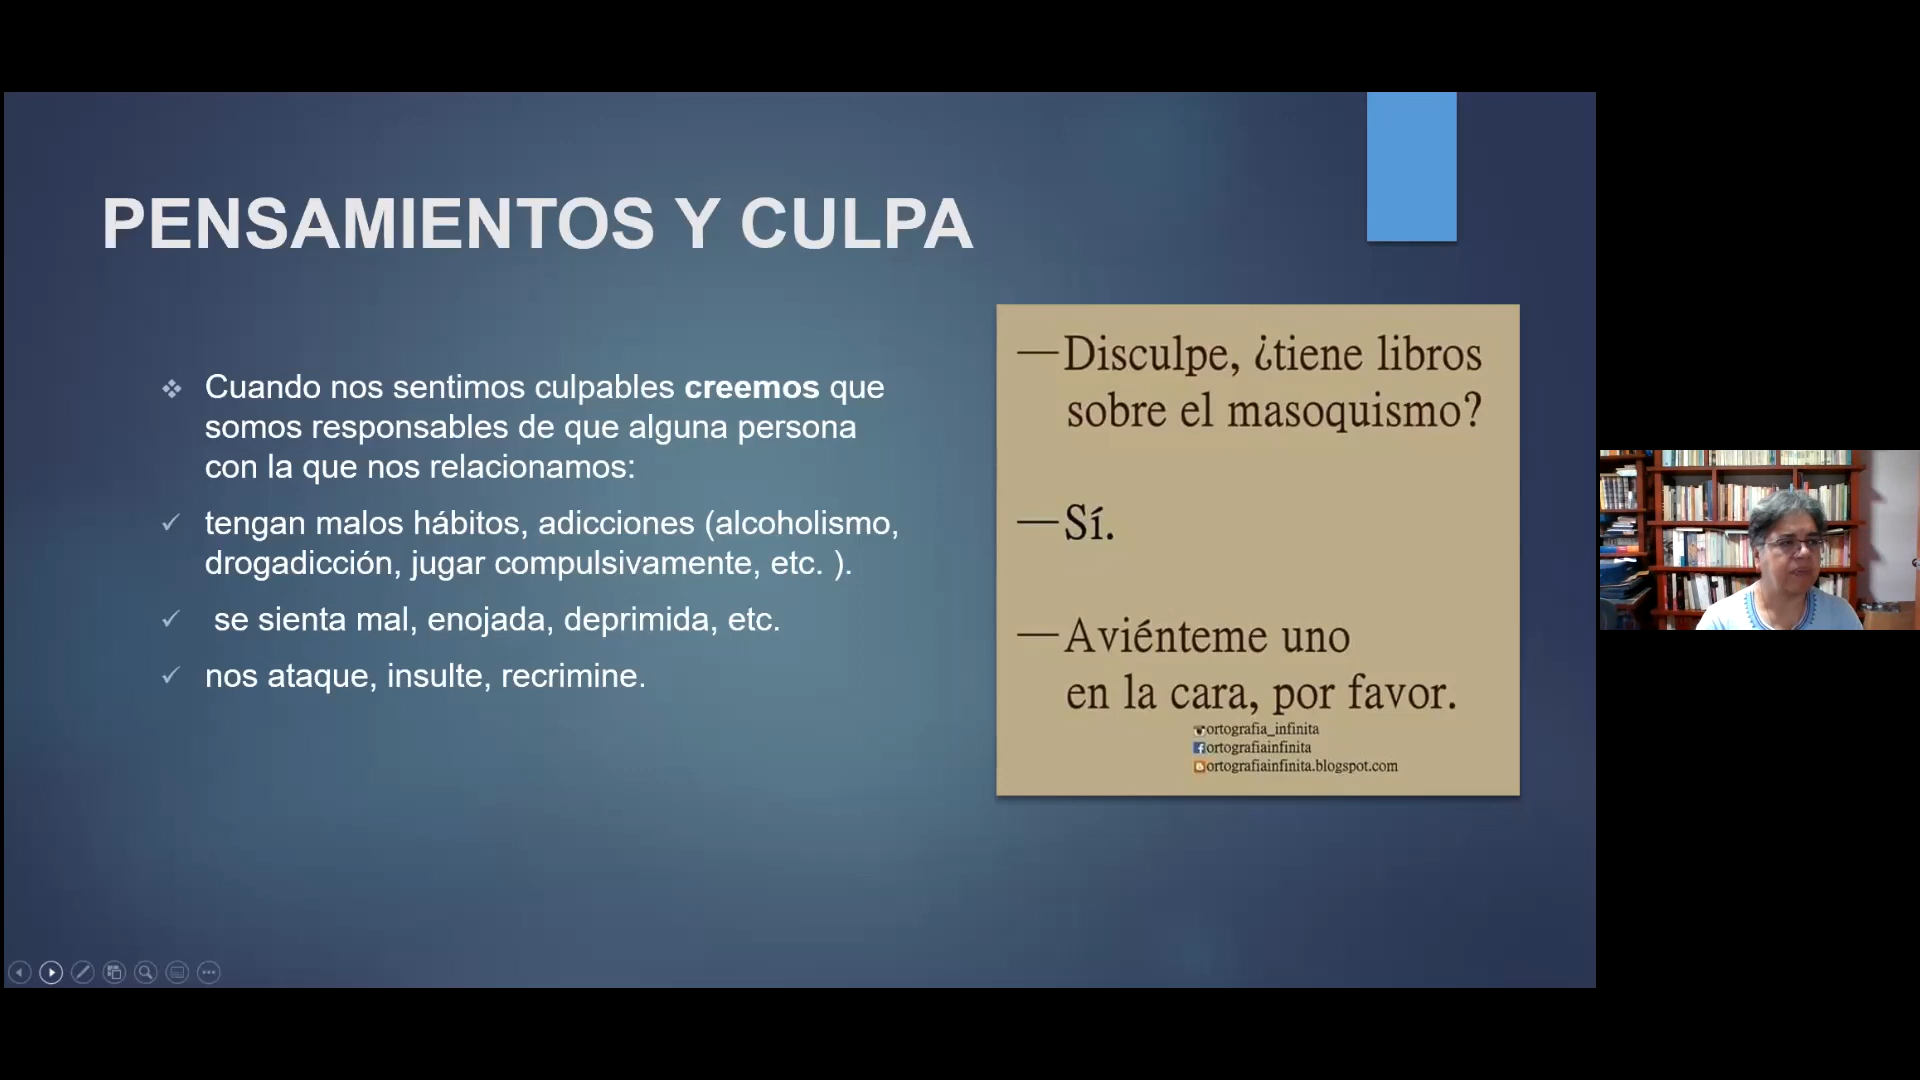 PENSAMIENTOS Y CULPA
Cuando nos sentimos culpables creemos que
somos responsables de que alguna persona
con la que nos relacionamos:
tengan malos hábitos, adicciones (alcoholismo,
drogadicción, jugar compulsivamente, etc. ).
se sienta mal, enojada, deprimida, etc.
nos ataque, insulte, recrimine.
—Disculpe, ¿tiene libros
sobre el masoquismo?
—Sí.
—Aviénteme uno
en la cara, por favor.
ortografia_infinita
ortografiainfinita
ortografiainfinita.blogspot.com